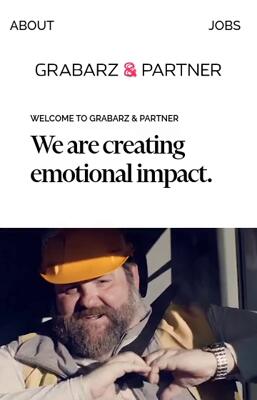 ABOUT JOBS
GRABARZ & PARTNER
WELCOME TO GRABARZ & PARTNER
We are creating
emotional impact.